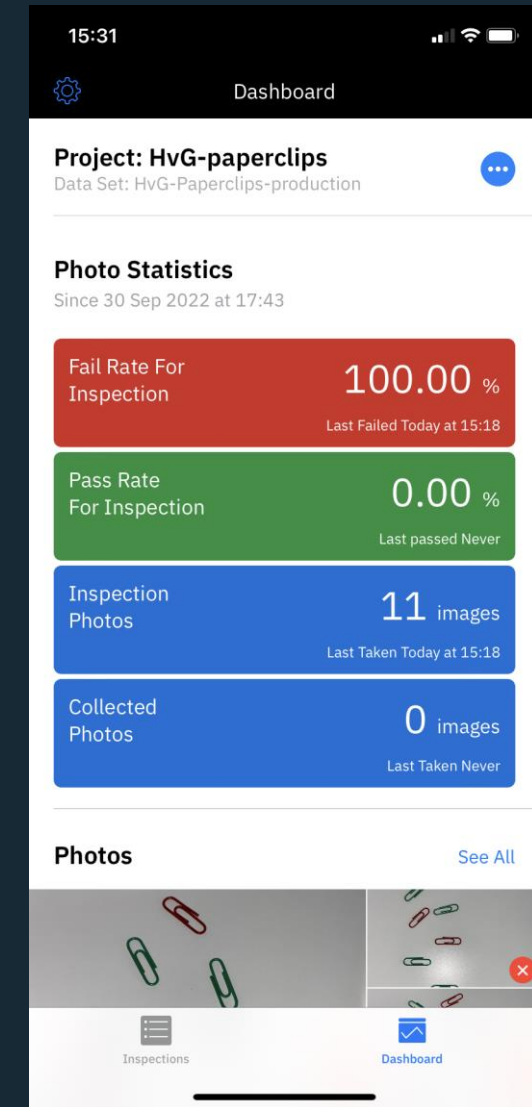 15:31
Dashboard
Project: HvG-paperclips
Data Set: HvG-Paperclips-production
Photo Statistics
Since 30 Sep 2022 at 17:43
Fail Rate For
Inspection
100.00 %
Last Failed Today at 15:18
Pass Rate
For Inspection
0.00 %
Last passed Never
Inspection
Photos
11 images
Last Taken Today at 15:18
Collected
Photos
0 images
Last Taken Never
Photos
See All
Inspections
Dashboard